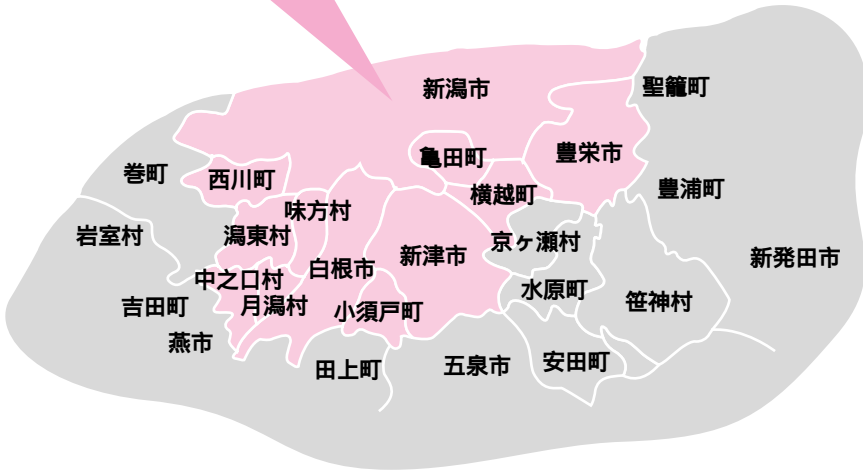 新潟市
聖籠町
亀田町
豊栄市
巻町
西川町
豊浦町
横越町
味方村
岩室村
潟東村
京ヶ瀬村
新津市
新発田市
白根市
中之口村
水原町
吉田町
月潟村
小須戸町
笹神村
燕市
田上町
五泉市
安田町